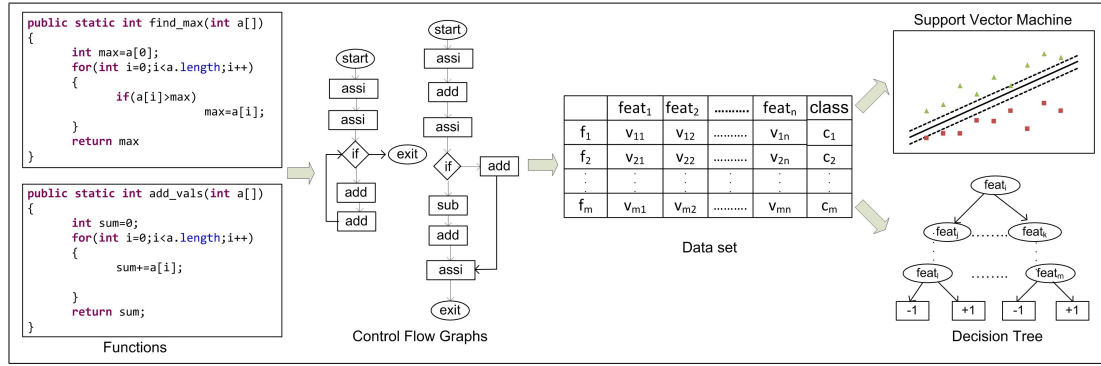 public static int find_max(int a[])
{
int max=a[0];
for(int i=0;i<a.length;i++)
{
if(a[i]>max)
max=a[i];
}
return max
}
public static int add_vals(int a[])
{
int sum=0;
for(int i=0;i<a.length;i++)
{
sum+=a[i];
}
return sum;
}
Functions
start
assi
assi
if
exit
add
add
start
assi
add
assi
if
add
sub
add
assi
exit
Control Flow Graphs
feat₁ feat₂ .......... featₙ class
f₁ v₁₁ v₁₂ .......... v₁ₙ c₁
f₂ v₂₁ v₂₂ .......... v₂ₙ c₂
fₘ vₘ₁ vₘ₂ .......... vₘₙ cₘ
Data set
Support Vector Machine
featᵢ
featⱼ ........ featₖ
featₗ ........ featₘ
-1 +1 -1 +1
Decision Tree